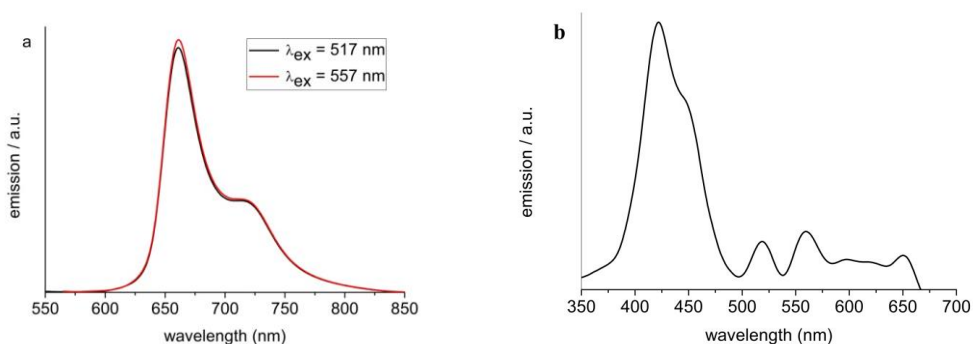 a
λex = 517 nm
λex = 557 nm
emission / a.u.
550 600 650 700 750 800 850
wavelength (nm)
b
emission / a.u.
350 400 450 500 550 600 650 700
wavelength (nm)